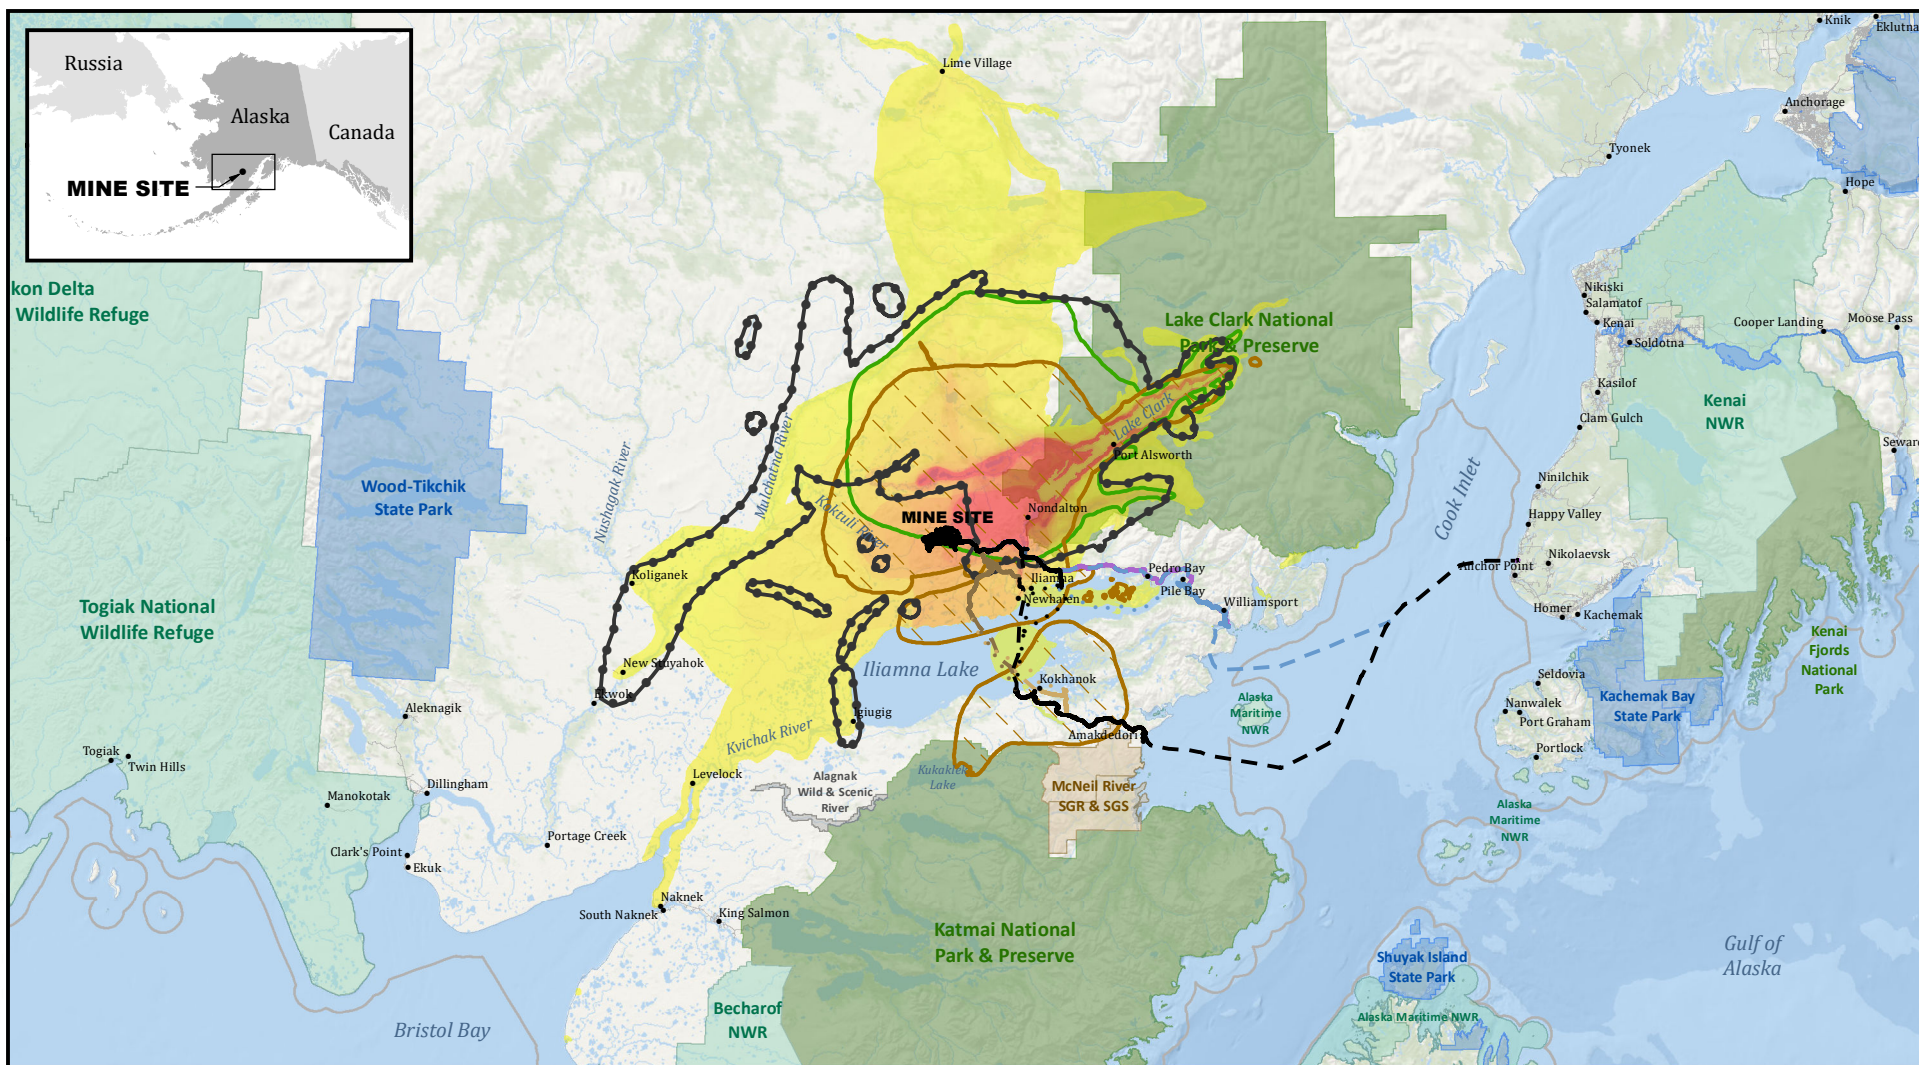 Russia
Alaska
Canada
MINE SITE
Lime Village
Knik
Eklutna
Anchorage
Tyonek
Hope
kon Delta
Wildlife Refuge
Nikiski
Salamatof
Kenai
Soldotna
Cooper Landing
Moose Pass
Lake Clark National
Park & Preserve
Kasilof
Clam Gulch
Kenai
NWR
Sewar
Lake Clark
Port Alsworth
Mulchatna River
Nushagak River
Wood-Tikchik
State Park
Koktuli River
MINE SITE
Nondalton
Cook Inlet
Ninilchik
Happy Valley
Nikolaevsk
Anchor Point
Homer
Kachemak
Koliganek
Iliamna
Newhalen
Pedro Bay
Pile Bay
Williamsport
Togiak National
Wildlife Refuge
New Stuyahok
Ekwok
Iliamna Lake
Igiugig
Kokhanok
Amakdedori
Alaska
Maritime
NWR
Seldovia
Nanwalek
Port Graham
Portlock
Kachemak Bay
State Park
Kenai
Fjords
National
Park
Aleknagik
Togiak
Twin Hills
Manokotak
Dillingham
Kvichak River
Levelock
Alagnak
Wild & Scenic
River
Kukaklek
Lake
McNeil River
SGR & SGS
Alaska
Maritime
NWR
Portage Creek
Clark's Point
Ekuk
Naknek
South Naknek
King Salmon
Katmai National
Park & Preserve
Shuyak Island
State Park
Alaska Maritime NWR
Gulf of
Alaska
Becharof
NWR
Bristol Bay